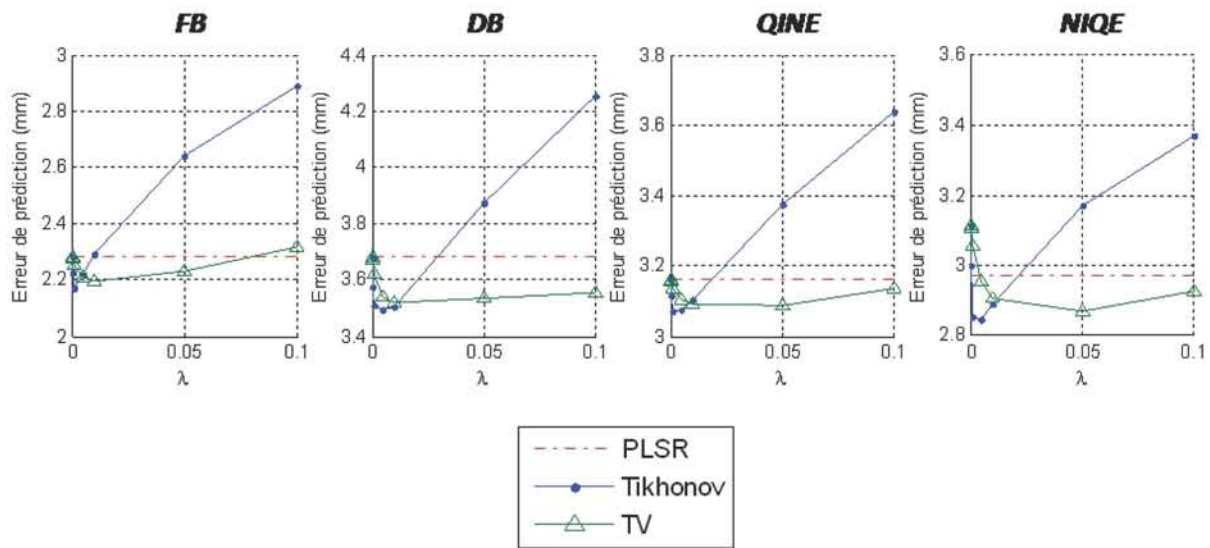 FB
DB
QINE
NIQE
Erreur de prédiction (mm)
3
2.8
2.6
2.4
2.2
2
0
0.05
0.1
λ
Erreur de prédiction (mm)
4.4
4.2
4
3.8
3.6
3.4
0
0.05
0.1
λ
Erreur de prédiction (mm)
3.8
3.6
3.4
3.2
3
0
0.05
0.1
λ
Erreur de prédiction (mm)
3.6
3.4
3.2
3
2.8
0
0.05
0.1
λ
PLSR
Tikhonov
TV